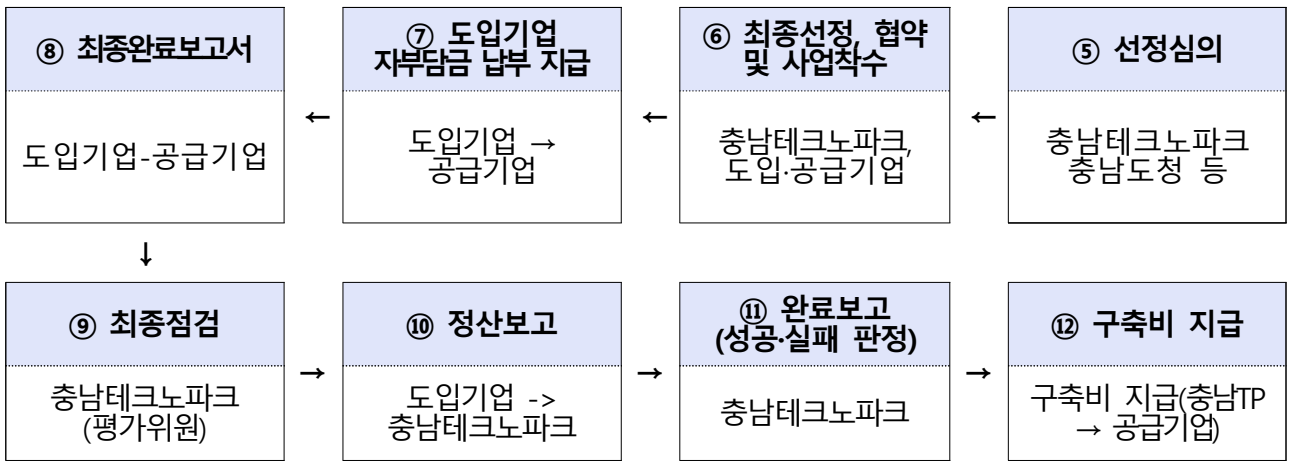 ⑧ 최종완료보고서
⑦ 도입기업
자부담금 납부 지급
⑥ 최종선정, 협약
및 사업착수
⑤ 선정심의
도입기업-공급기업
←
도입기업 →
공급기업
←
충남테크노파크,
도입·공급기업
←
충남테크노파크
충남도청 등
↓
⑨ 최종점검
⑩ 정산보고
⑪ 완료보고
(성공·실패 판정)
⑫ 구축비 지급
충남테크노파크
(평가위원)
→
도입기업 ->
충남테크노파크
→
충남테크노파크
→
구축비 지급(충남TP
→ 공급기업)